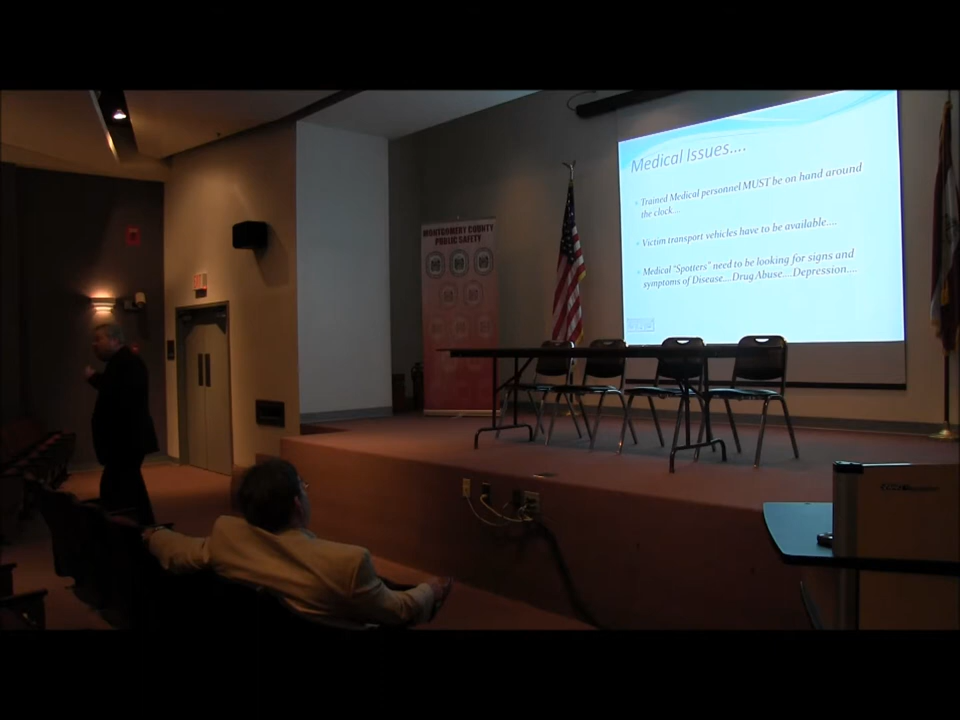 Medical Issues....
Trained Medical personnel MUST be on hand around
the clock....
Victim transport vehicles have to be available....
Medical "Spotters" need to be looking for signs and
symptoms of Disease....Drug Abuse....Depression....
MONTGOMERY COUNTY
PUBLIC SAFETY